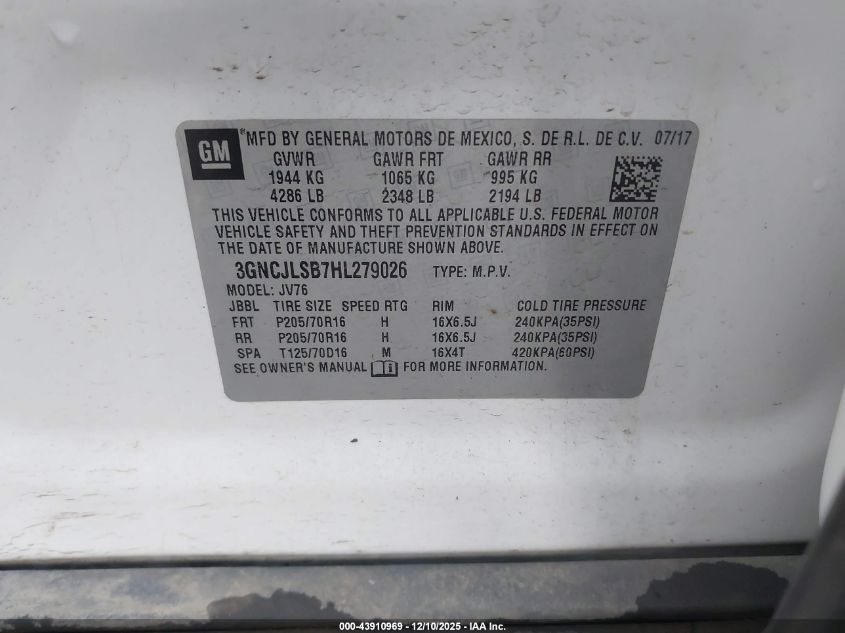 GM ®MFD BY GENERAL MOTORS DE MEXICO, S. DE R.L. DE C.V. 07/17
GVWR GAWR FRT GAWR RR
1944 KG 1065 KG 995 KG
4286 LB 2348 LB 2194 LB
THIS VEHICLE CONFORMS TO ALL APPLICABLE U.S. FEDERAL MOTOR
VEHICLE SAFETY AND THEFT PREVENTION STANDARDS IN EFFECT ON
THE DATE OF MANUFACTURE SHOWN ABOVE.
3GNCJLSB7HL279026 TYPE: M.P.V.
MODEL: JV76
JBBL TIRE SIZE SPEED RTG RIM COLD TIRE PRESSURE
FRT P205/70R16 H 16X6.5J 240KPA(35PSI)
RR P205/70R16 H 16X6.5J 240KPA(35PSI)
SPA T125/70D16 M 16X4T 420KPA(60PSI)
SEE OWNER'S MANUAL i FOR MORE INFORMATION.
000-43910969 - 12/10/2025 - IAA Inc.